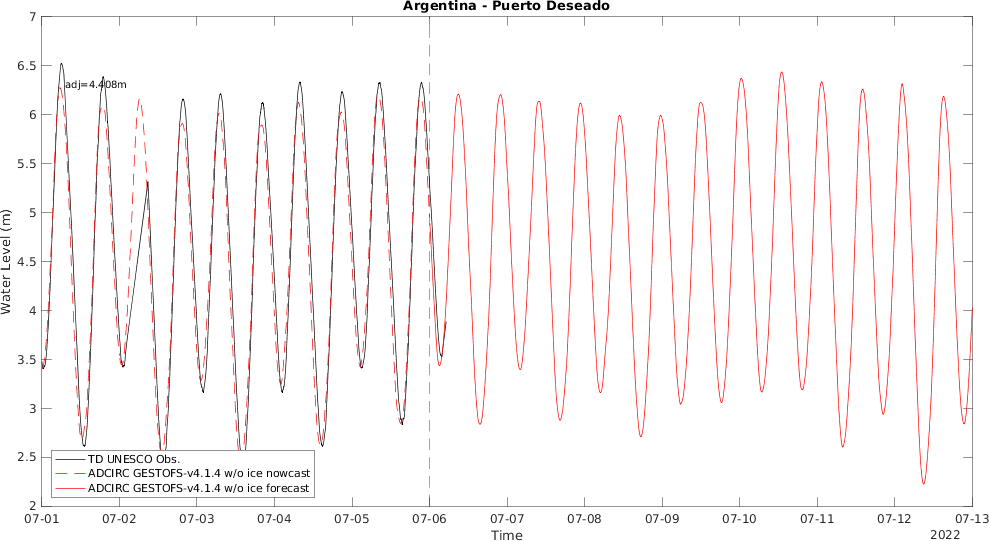 Argentina - Puerto Deseado
7
6.5
adj=4.408m
6
5.5
5
4.5
4
3.5
3
2.5
2
Water Level (m)
TD UNESCO Obs.
ADCIRC GESTOFS-v4.1.4 w/o ice nowcast
ADCIRC GESTOFS-v4.1.4 w/o ice forecast
07-01 07-02 07-03 07-04 07-05 07-06 07-07 07-08 07-09 07-10 07-11 07-12 07-13
Time
2022